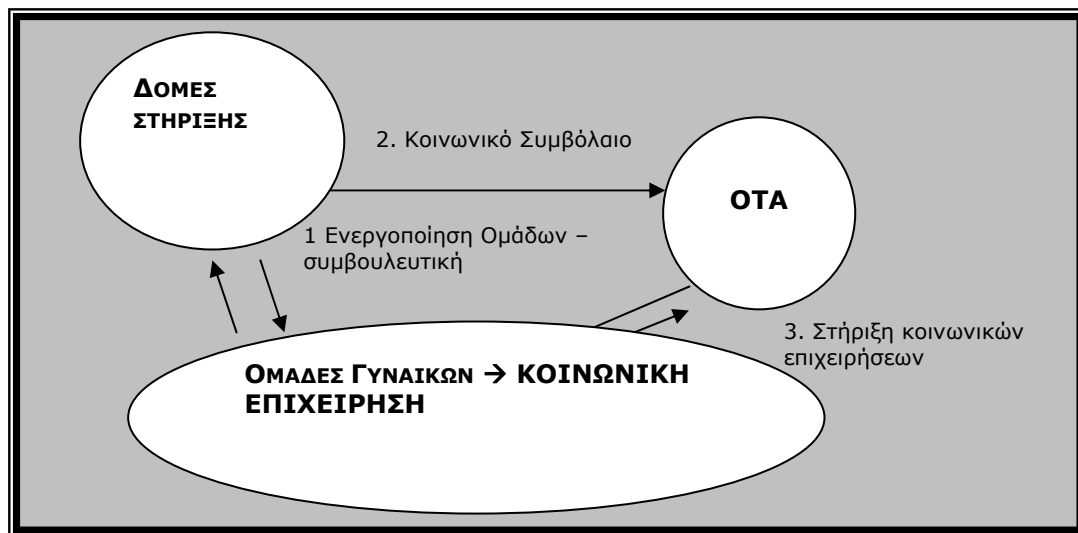 ΔΟΜΕΣ
ΣΤΗΡΙΞΗΣ
2. Κοινωνικό Συμβόλαιο
ΟΤΑ
1 Ενεργοποίηση Ομάδων –
συμβουλευτική
3. Στήριξη κοινωνικών
επιχειρήσεων
ΟΜΑΔΕΣ ΓΥΝΑΙΚΩΝ → ΚΟΙΝΩΝΙΚΗ
ΕΠΙΧΕΙΡΗΣΗ